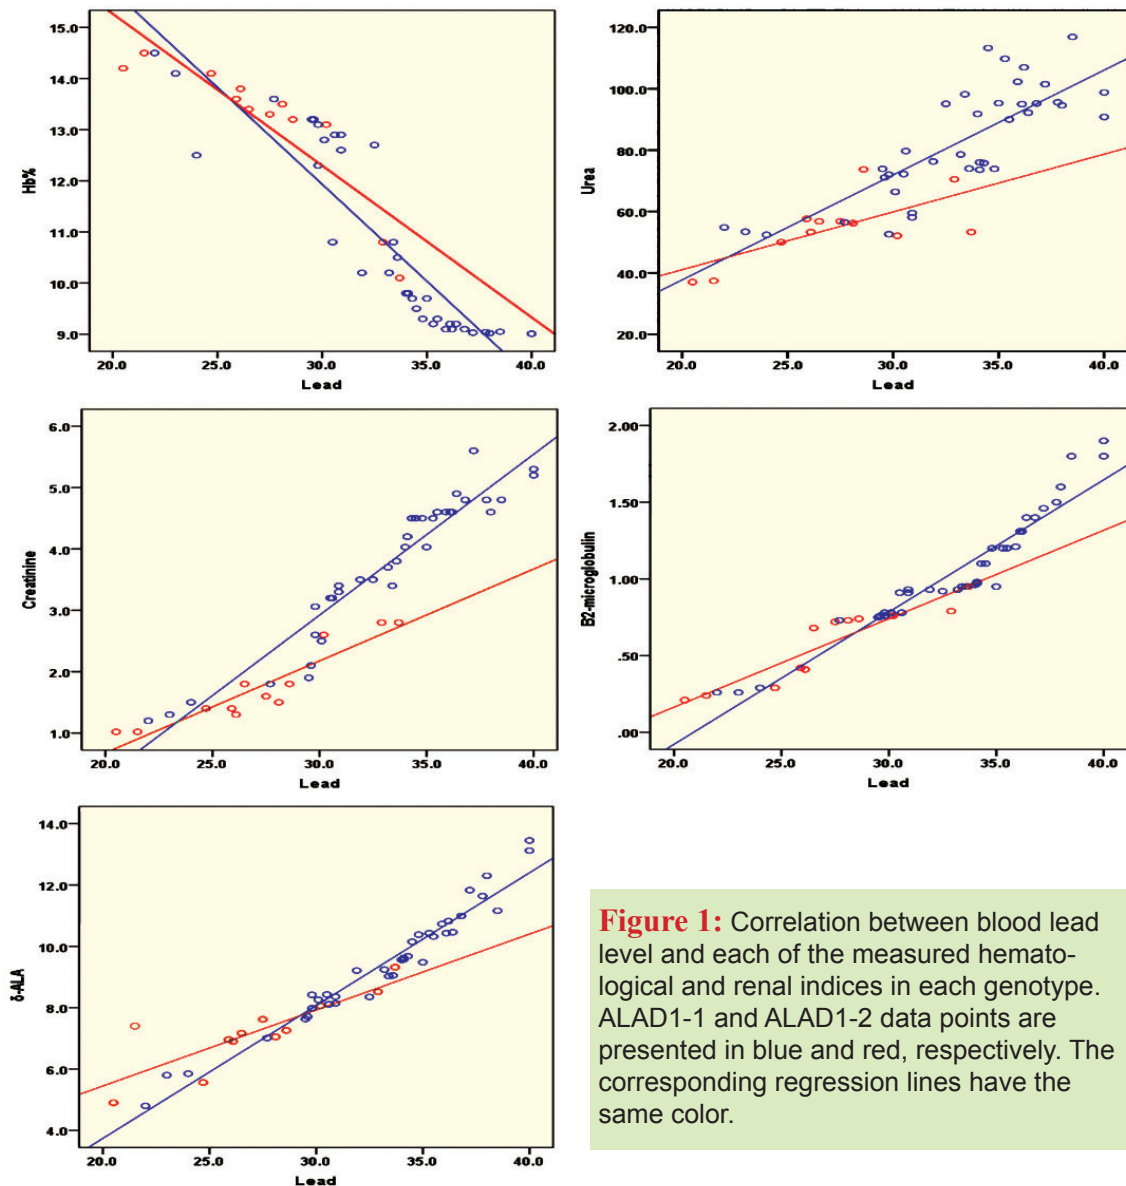 15.0
14.0
13.0
12.0
11.0
10.0
9.0
Hb%
20.0 25.0 30.0 35.0 40.0
Lead
120.0
100.0
80.0
60.0
40.0
20.0
Urea
20.0 25.0 30.0 35.0 40.0
Lead
6.0
5.0
4.0
3.0
2.0
1.0
Creatinine
20.0 25.0 30.0 35.0 40.0
Lead
2.00
1.50
1.00
.50
.00
B2-microglobulin
20.0 25.0 30.0 35.0 40.0
Lead
14.0
12.0
10.0
8.0
6.0
4.0
δ-ALA
20.0 25.0 30.0 35.0 40.0
Lead
Figure 1: Correlation between blood lead
level and each of the measured hemato-
logical and renal indices in each genotype.
ALAD1-1 and ALAD1-2 data points are
presented in blue and red, respectively. The
corresponding regression lines have the
same color.